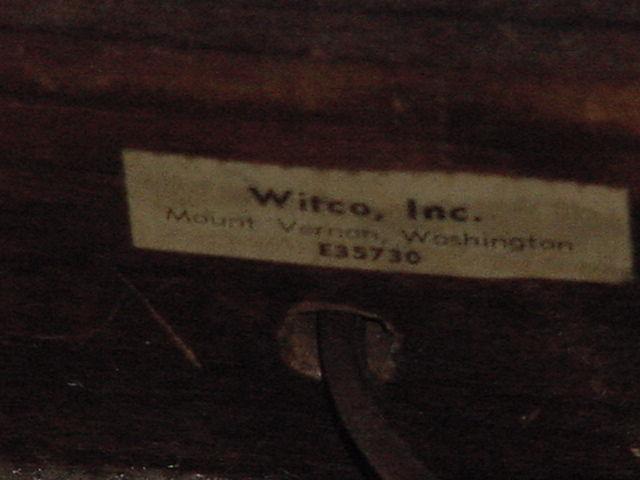 Witco, Inc.
Mount Vernon, Washington
E35730